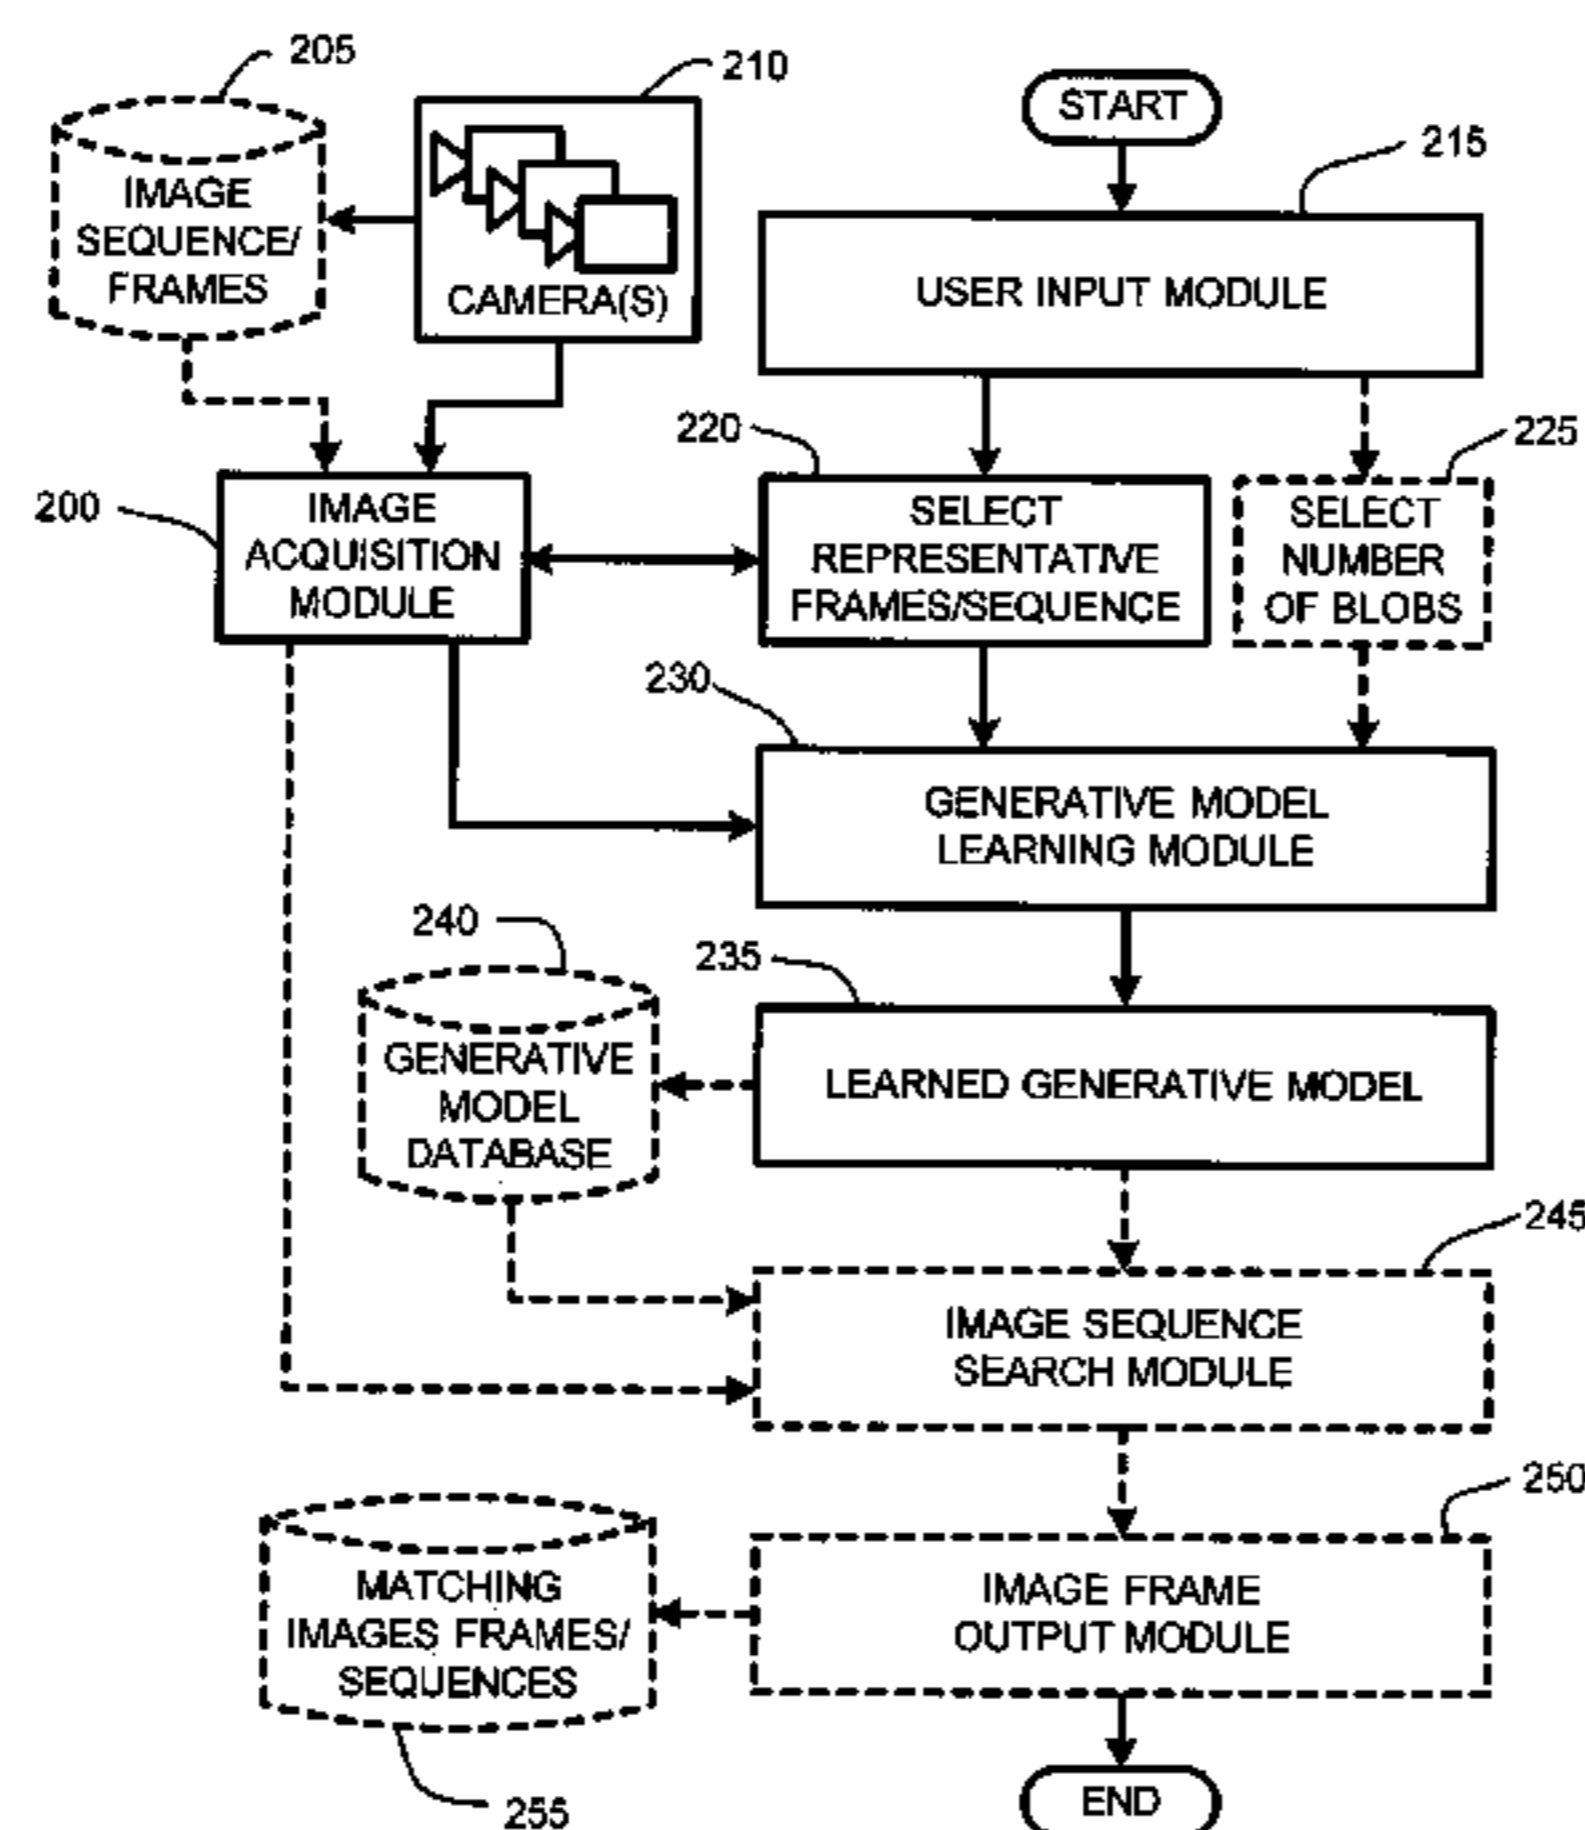 205
210
START
215
IMAGE
SEQUENCE/
FRAMES
CAMERA(S)
USER INPUT MODULE
220
225
200
IMAGE
ACQUISITION
MODULE
SELECT
REPRESENTATIVE
FRAMES/SEQUENCE
SELECT
NUMBER
OF BLOBS
230
GENERATIVE MODEL
LEARNING MODULE
240
235
GENERATIVE
MODEL
DATABASE
LEARNED GENERATIVE MODEL
245
IMAGE SEQUENCE
SEARCH MODULE
250
MATCHING
IMAGES FRAMES/
SEQUENCES
IMAGE FRAME
OUTPUT MODULE
255
END